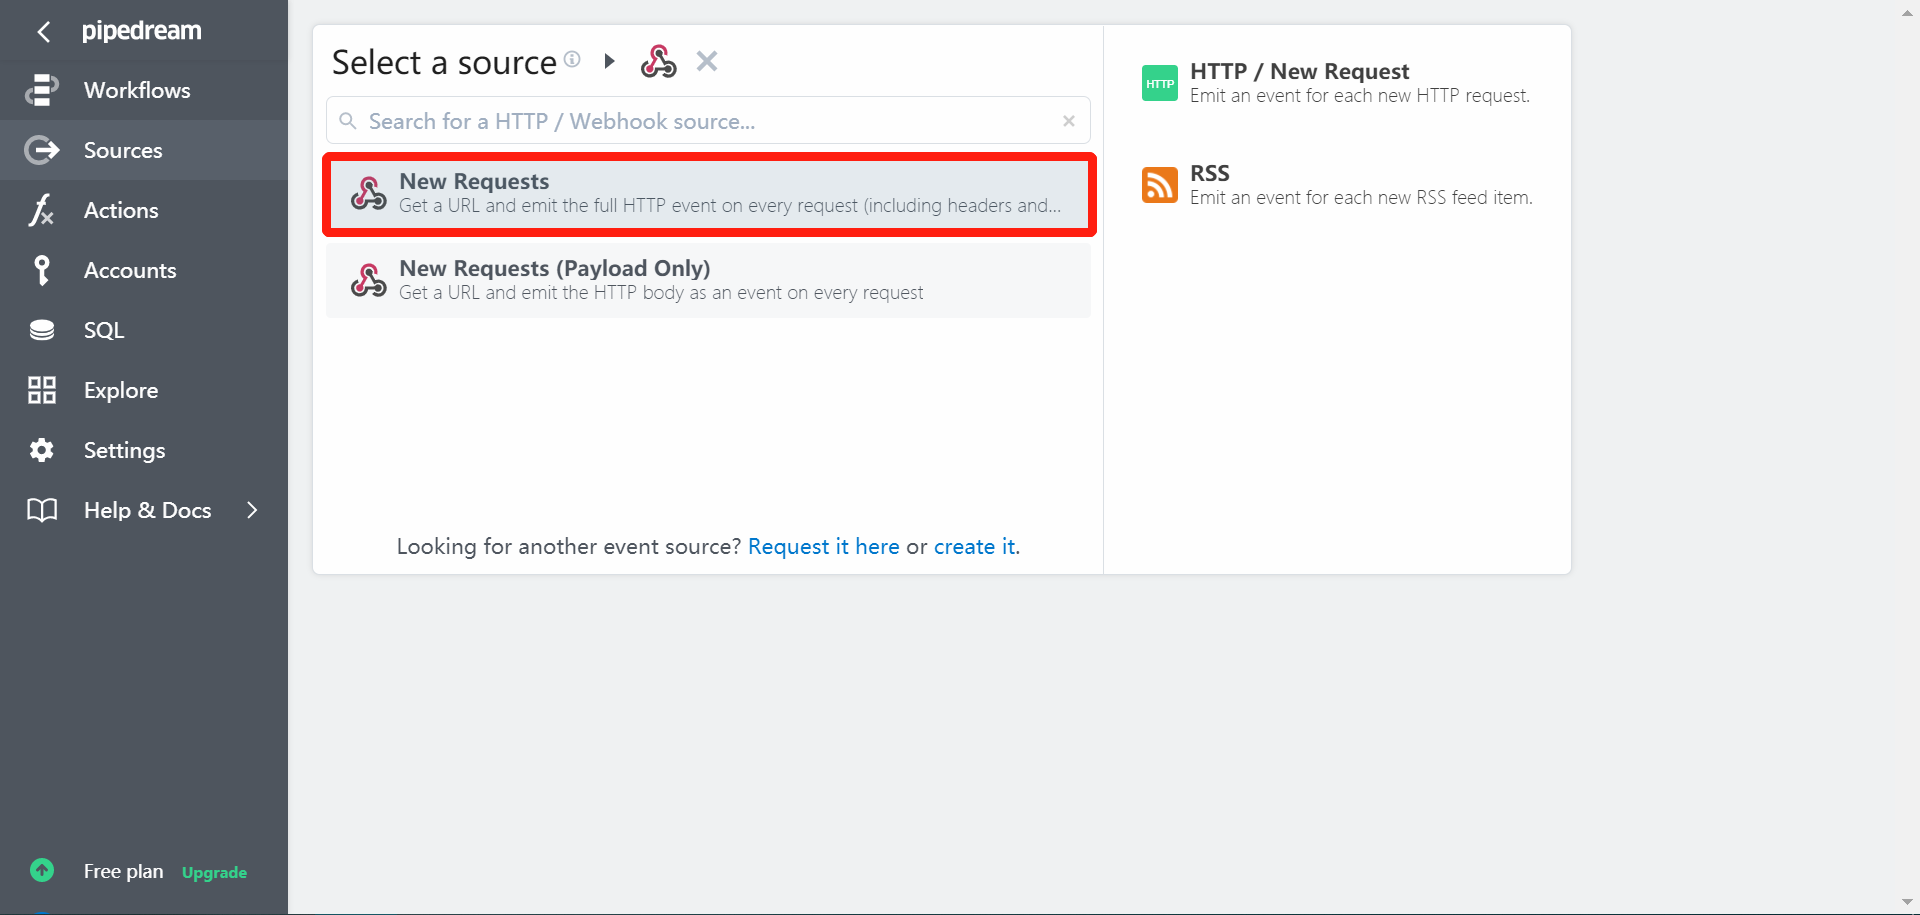 pipedream
Workflows
Sources
Actions
Accounts
SQL
Explore
Settings
Help & Docs
Free plan Upgrade
Select a source
Search for a HTTP / Webhook source...
New Requests
Get a URL and emit the full HTTP event on every request (including headers and...
New Requests (Payload Only)
Get a URL and emit the HTTP body as an event on every request
Looking for another event source? Request it here or create it.
HTTP
HTTP / New Request
Emit an event for each new HTTP request.
RSS
Emit an event for each new RSS feed item.